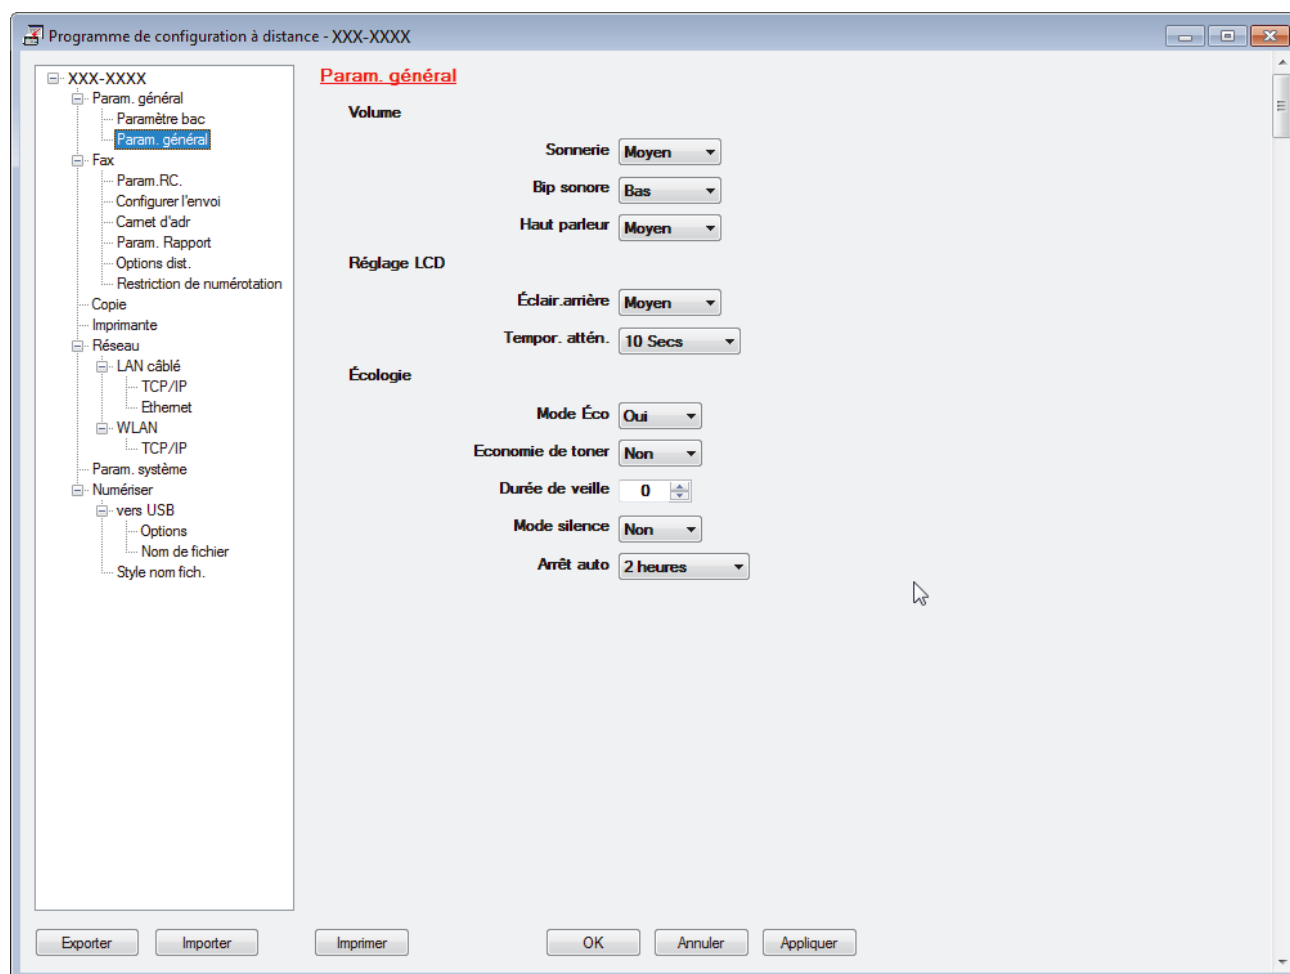 Programme de configuration à distance - XXX-XXXX
XXX-XXXX
Param. général
Paramètre bac
Param. général
Fax
Param.RC.
Configurer l'envoi
Carnet d'adr
Param. Rapport
Options dist.
Restriction de numérotation
Copie
Imprimante
Réseau
LAN câblé
TCP/IP
Ethernet
WLAN
TCP/IP
Param. système
Numériser
vers USB
Options
Nom de fichier
Style nom fich.
Param. général
Volume
Sonnerie Moyen
Bip sonore Bas
Haut parleur Moyen
Réglage LCD
Éclair.arrière Moyen
Tempor. attén. 10 Secs
Écologie
Mode Éco Oui
Economie de toner Non
Durée de veille 0
Mode silence Non
Arrêt auto 2 heures
Exporter Importer Imprimer OK Annuler Appliquer